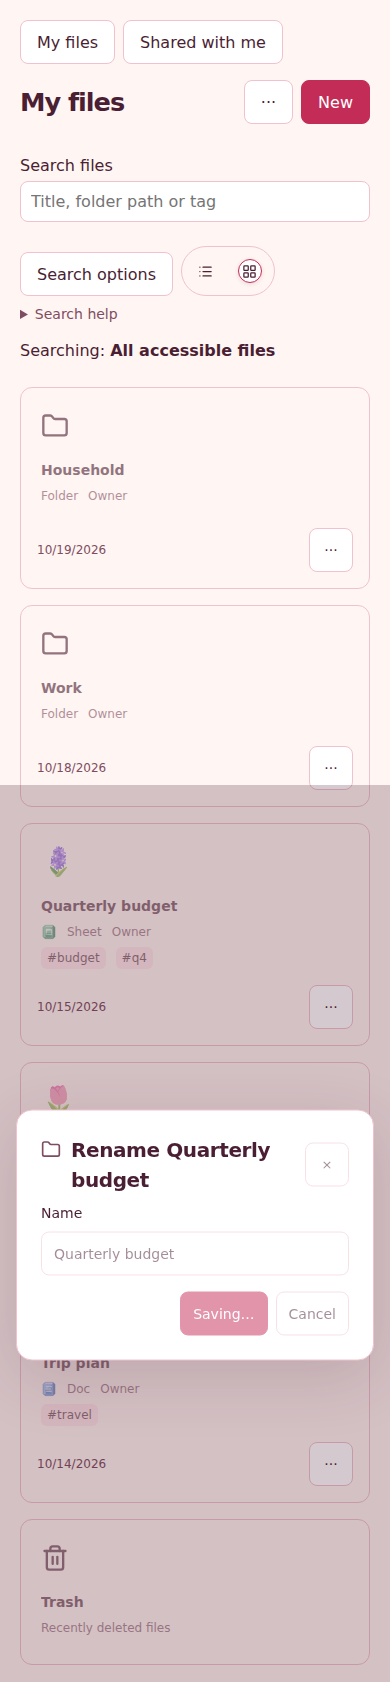 My files
Shared with me
My files
...
New
Search files
Title, folder path or tag
Search options
Search help
Searching: All accessible files
Household
Folder Owner
10/19/2026
...
Work
Folder Owner
10/18/2026
...
Quarterly budget
Sheet Owner
#budget #q4
10/15/2026
...
Rename Quarterly
budget
×
Name
Quarterly budget
Saving...
Cancel
Trip plan
Doc Owner
#travel
10/14/2026
...
Trash
Recently deleted files